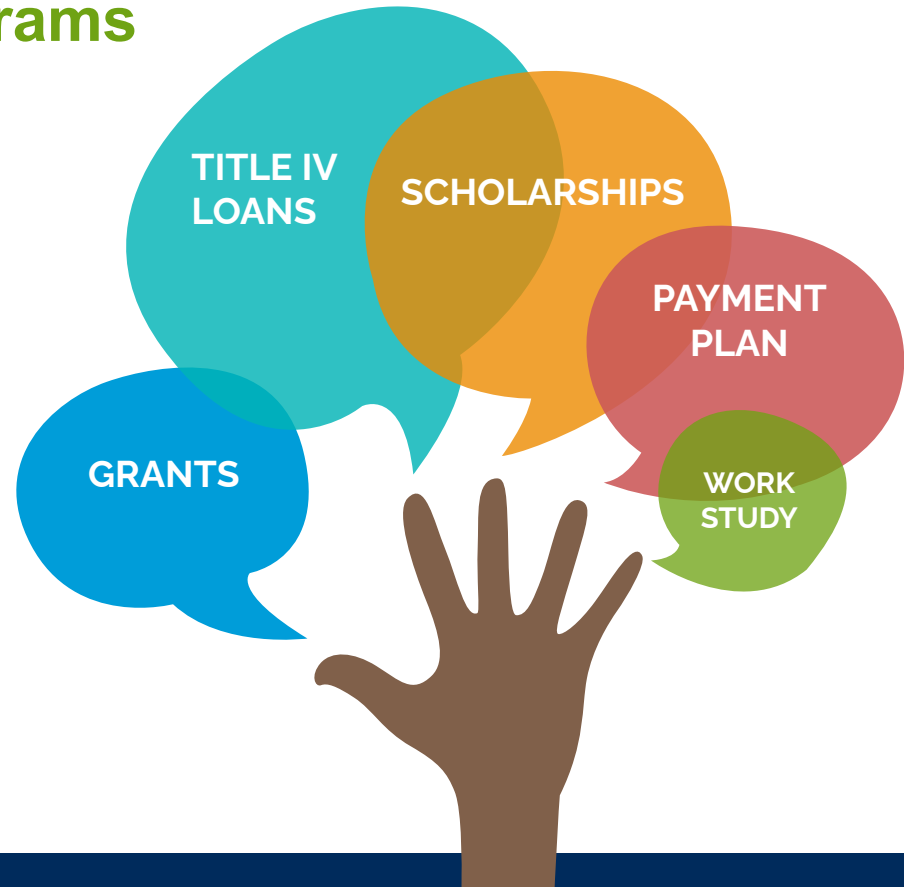 rams
TITLE IV
LOANS
SCHOLARSHIPS
PAYMENT
PLAN
GRANTS
WORK
STUDY